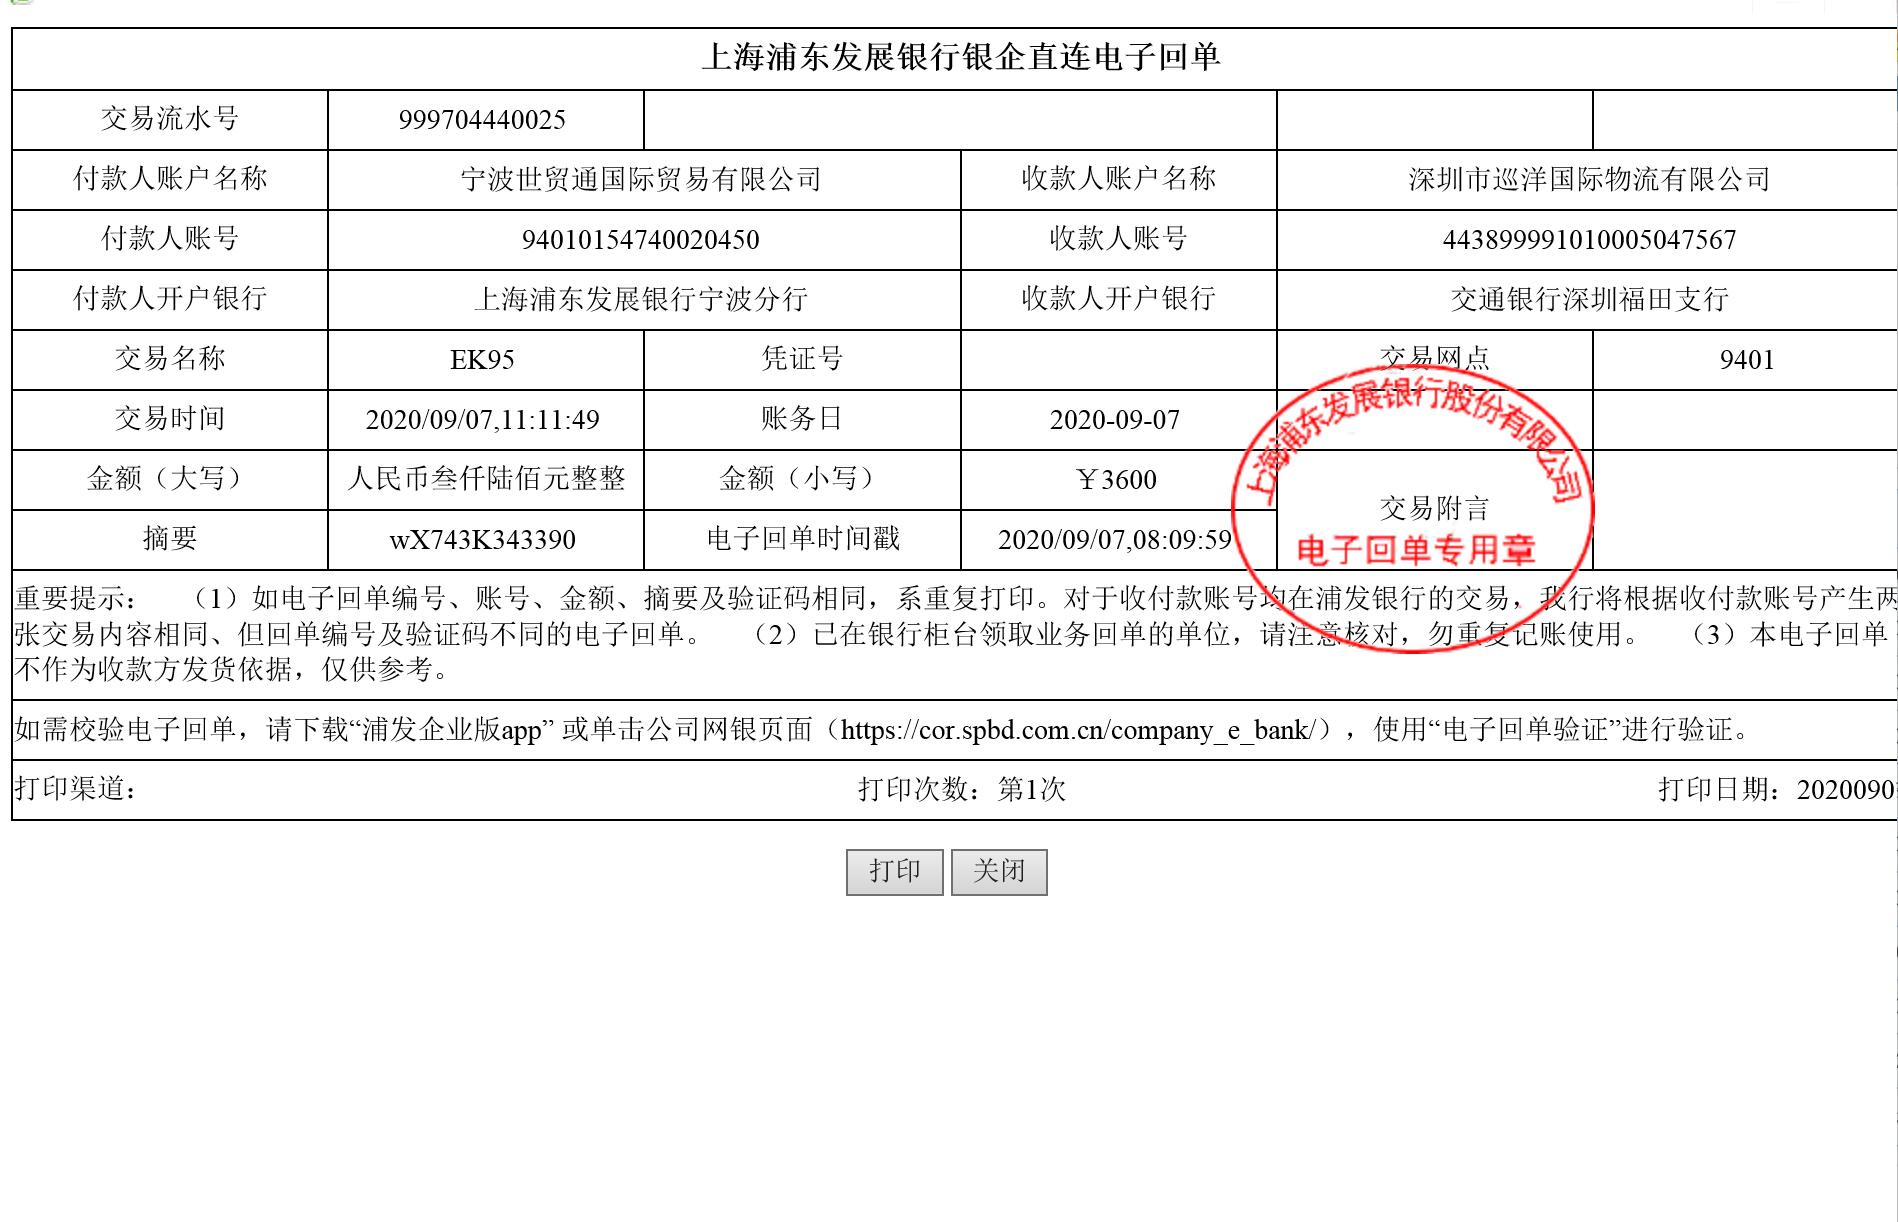 上海浦东发展银行银企直连电子回单
交易流水号 999704440025
付款人账户名称 宁波世贸通国际贸易有限公司 收款人账户名称 深圳市巡洋国际物流有限公司
付款人账号 94010154740020450 收款人账号 443899991010005047567
付款人开户银行 上海浦东发展银行宁波分行 收款人开户银行 交通银行深圳福田支行
交易名称 EK95 凭证号 交易网点 9401
交易时间 2020/09/07,11:11:49 账务日 2020-09-07
金额（大写） 人民币叁仟陆佰元整整 金额（小写） ￥3600
交易附言
摘要 wX743K343390 电子回单时间戳 2020/09/07,08:09:59
上海浦东发展银行股份有限公司
电子回单专用章
重要提示： （1）如电子回单编号、账号、金额、摘要及验证码相同，系重复打印。对于收付款账号均在浦发银行的交易，我行将根据收付款账号产生两
张交易内容相同、但回单编号及验证码不同的电子回单。 （2）已在银行柜台领取业务回单的单位，请注意核对，勿重复记账使用。 （3）本电子回单
不作为收款方发货依据，仅供参考。
如需校验电子回单，请下载“浦发企业版app” 或单击公司网银页面（https://cor.spbd.com.cn/company_e_bank/），使用“电子回单验证”进行验证。
打印渠道： 打印次数：第1次 打印日期：2020090
打印 关闭